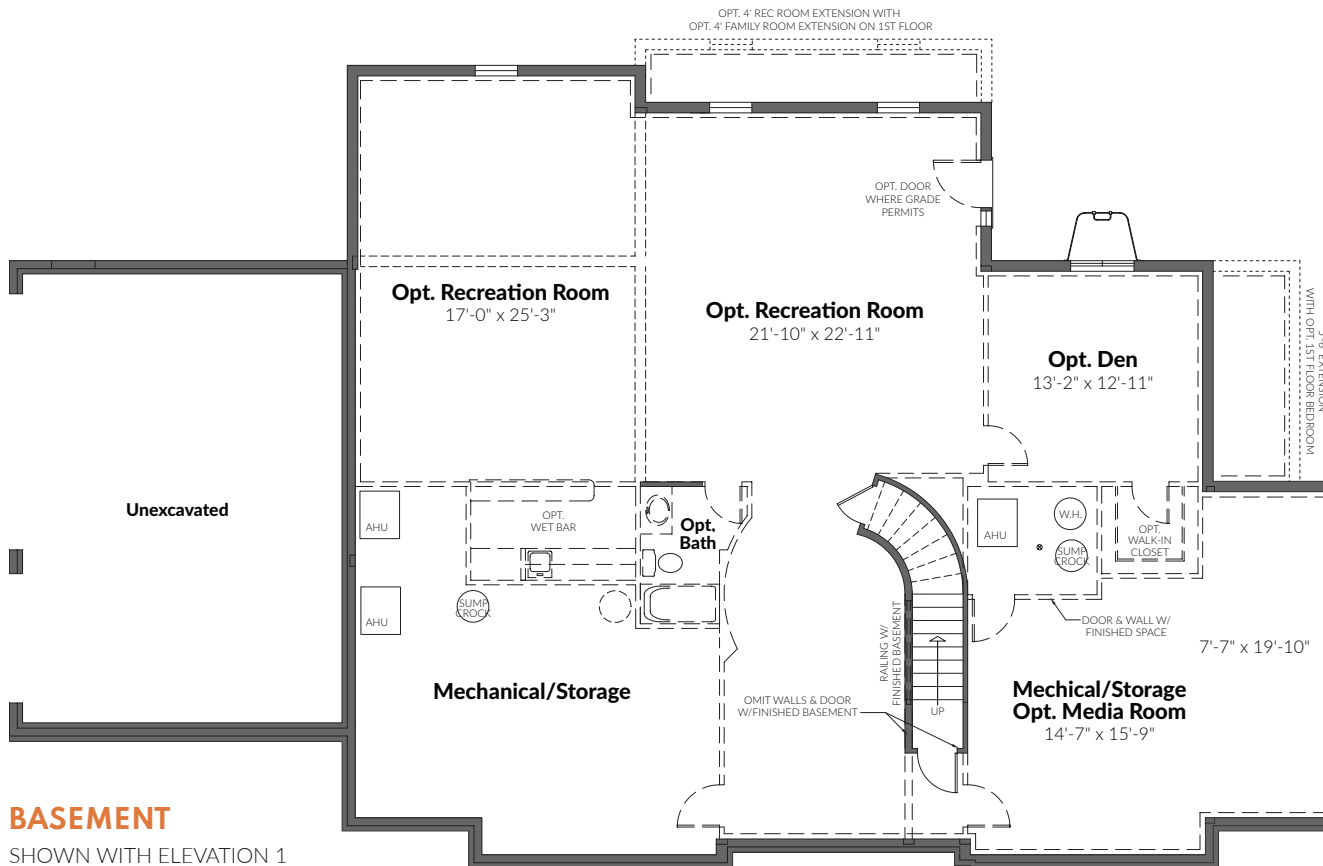 OPT. 4' REC ROOM EXTENSION WITH
OPT. 4' FAMILY ROOM EXTENSION ON 1ST FLOOR
OPT. DOOR
WHERE GRADE
PERMITS
Opt. Recreation Room
17'-0" x 25'-3"
Opt. Recreation Room
21'-10" x 22'-11"
Opt. Den
13'-2" x 12'-11"
EXTENSION
WITH OPT. 1ST FLOOR BEDROOM
Unexcavated
AHU
OPT.
WET BAR
Opt.
Bath
AHU
W.H.
SUMP
CROCK
OPT.
WALK-IN
CLOSET
AHU
SUMP
CROCK
RAILING W/
FINISHED BASEMENT
DOOR & WALL W/
FINISHED SPACE
7'-7" x 19'-10"
Mechanical/Storage
OMIT WALLS & DOOR
W/FINISHED BASEMENT
UP
Mechical/Storage
Opt. Media Room
14'-7" x 15'-9"
BASEMENT
SHOWN WITH ELEVATION 1